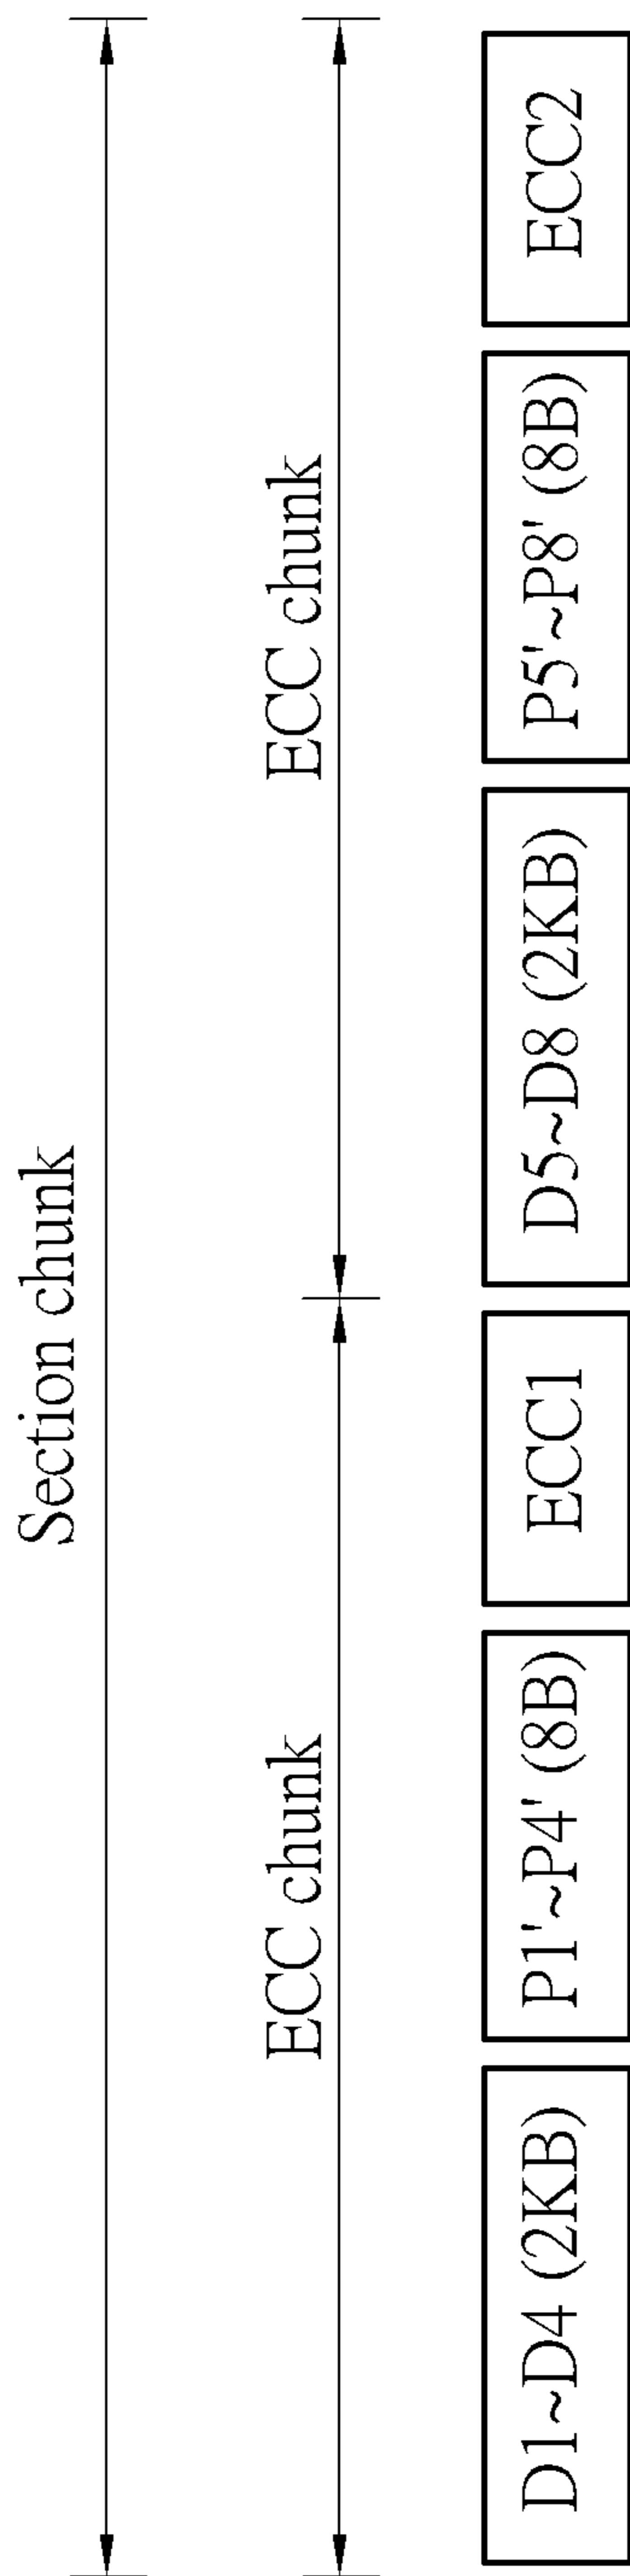 Section chunk
ECC chunk
ECC chunk
D1~D4 (2KB)
P1'~P4' (8B)
ECC1
D5~D8 (2KB)
P5'~P8' (8B)
ECC2